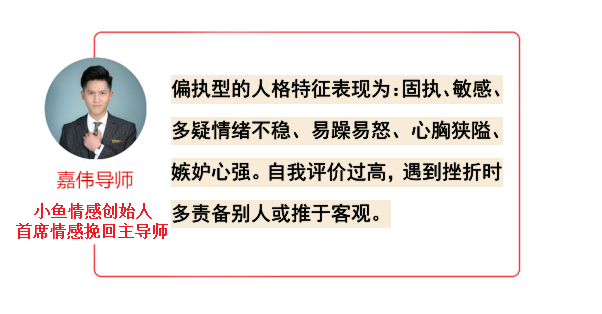 偏执型的人格特征表现为：固执、敏感、
多疑情绪不稳、易躁易怒、心胸狭隘、
嫉妒心强。自我评价过高，遇到挫折时
多责备别人或推于客观。
嘉伟导师
小鱼情感创始人
首席情感挽回主导师